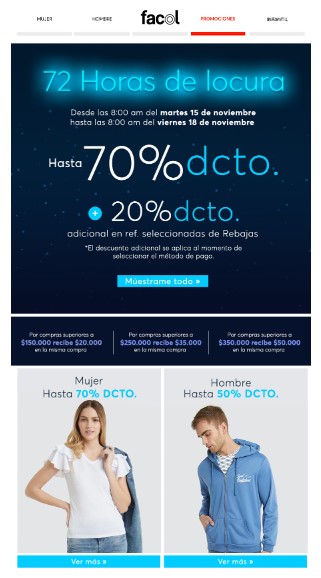 MUJER HOMBRE facol PROMOCIONES INFANTIL
72 Horas de locura
Desde las 8:00 am del martes 15 de noviembre
hasta las 8:00 am del viernes 18 de noviembre
Hasta 70% dcto.
+ 20% dcto.
adicional en ref. seleccionadas de Rebajas
*El descuento adicional se aplica al momento de
seleccionar el método de pago.
Múestrame todo »
Por compras superiores a
$150.000 recibe $20.000
en la misma compra
Por compras superiores a
$250.000 recibe $35.000
en la misma compra
Por compras superiores a
$350.000 recibe $50.000
en la misma compra
Mujer
Hasta 70% DCTO.
Hombre
Hasta 50% DCTO.
Ver más »
Ver más »